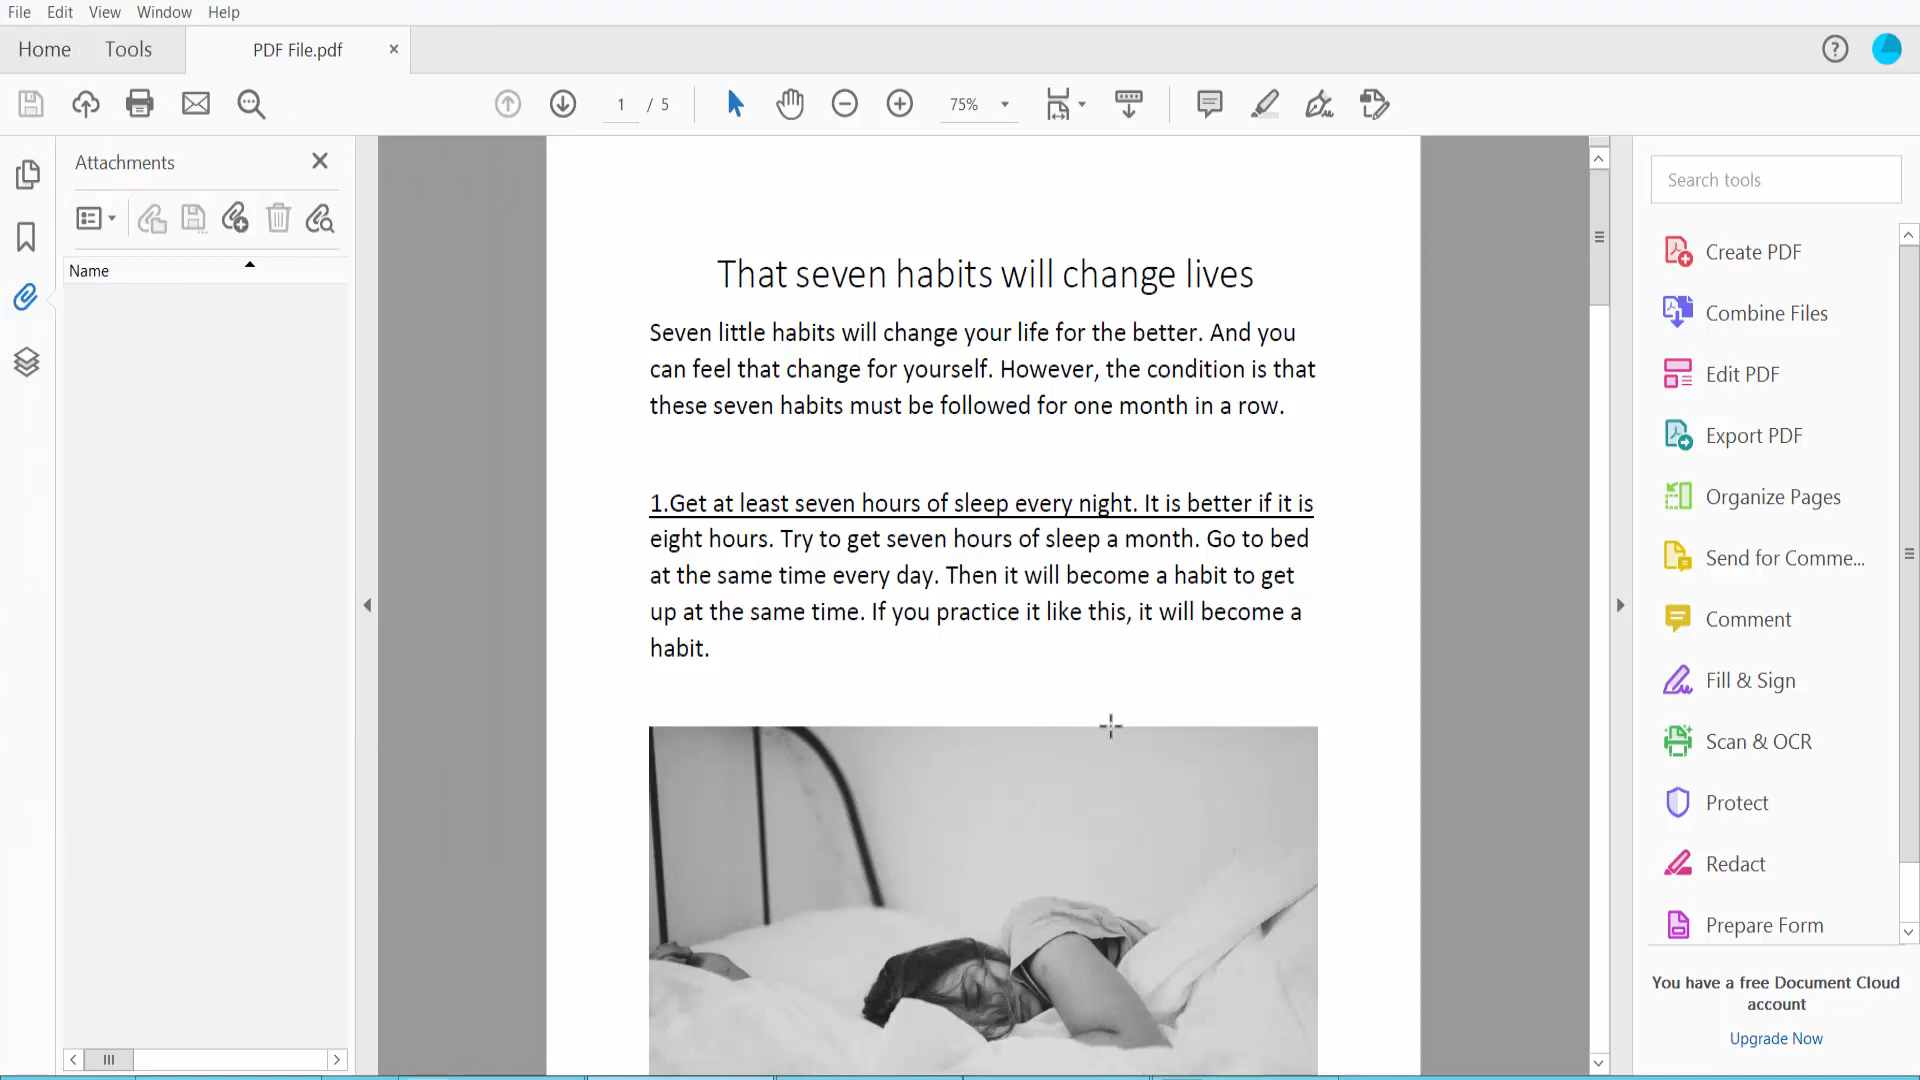 File Edit View Window Help
Home Tools PDF File.pdf
1 / 5 75%
Attachments
Name
That seven habits will change lives
Seven little habits will change your life for the better. And you
can feel that change for yourself. However, the condition is that
these seven habits must be followed for one month in a row.
1.Get at least seven hours of sleep every night. It is better if it is
eight hours. Try to get seven hours of sleep a month. Go to bed
at the same time every day. Then it will become a habit to get
up at the same time. If you practice it like this, it will become a
habit.
Search tools
Create PDF
Combine Files
Edit PDF
Export PDF
Organize Pages
Send for Comme...
Comment
Fill & Sign
Scan & OCR
Protect
Redact
Prepare Form
You have a free Document Cloud
account
Upgrade Now